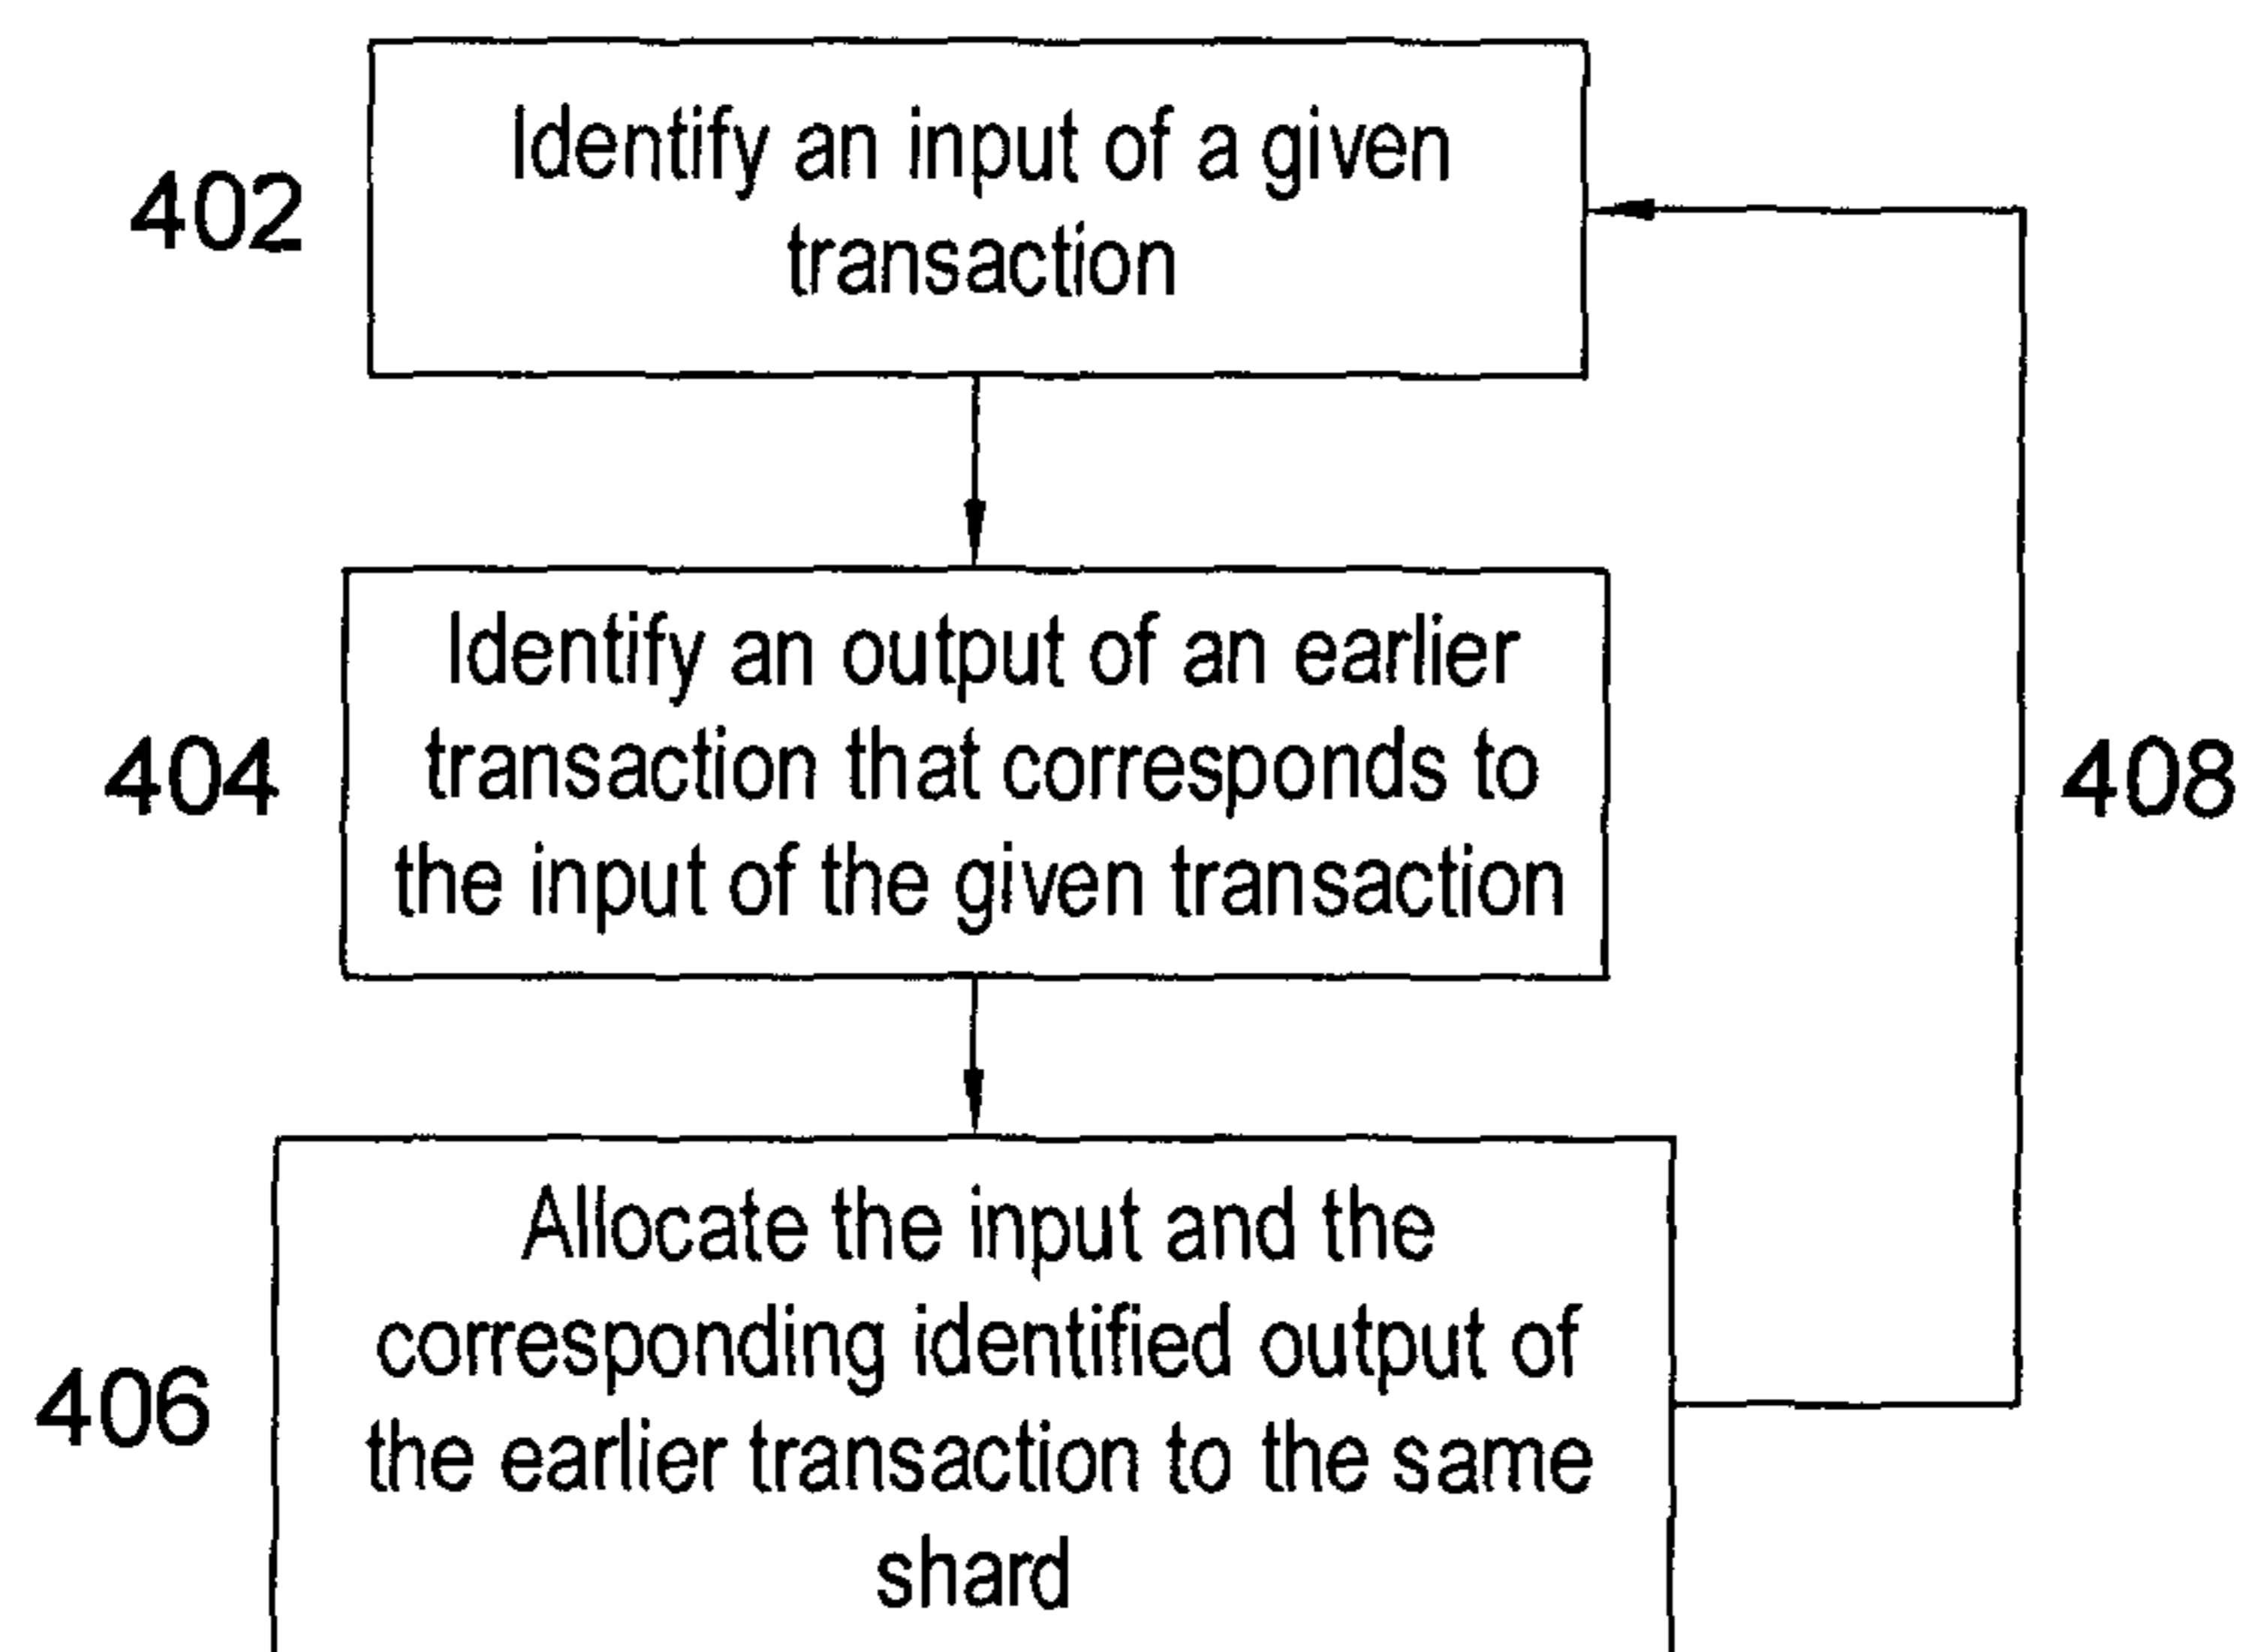 402
Identify an input of a given
transaction
404
Identify an output of an earlier
transaction that corresponds to
the input of the given transaction
408
406
Allocate the input and the
corresponding identified output of
the earlier transaction to the same
shard